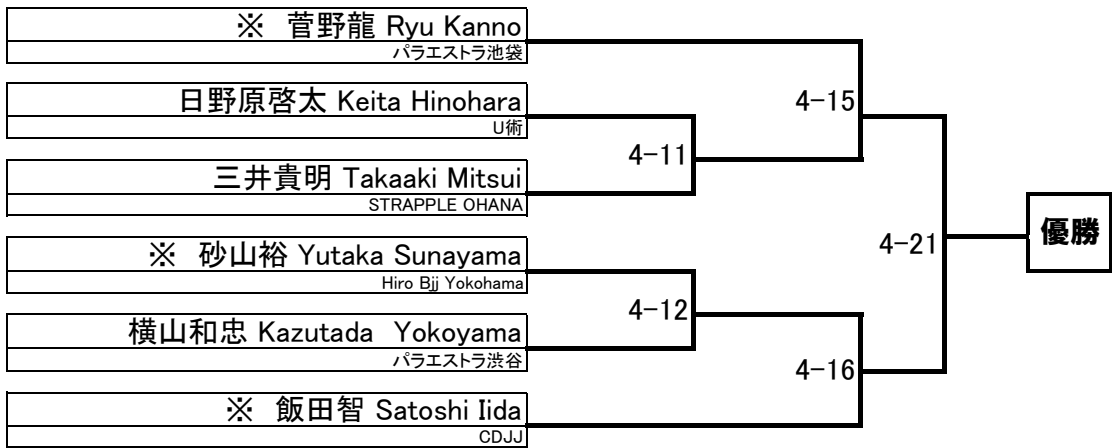 ※ 菅野龍 Ryu Kanno
パラエストラ池袋
4-15
日野原啓太 Keita Hinohara
U術
4-11
三井貴明 Takaaki Mitsui
STRAPPLE OHANA
4-21
優勝
※ 砂山裕 Yutaka Sunayama
Hiro Bjj Yokohama
4-12
横山和忠 Kazutada Yokoyama
パラエストラ渋谷
4-16
※ 飯田智 Satoshi Iida
CDJJ